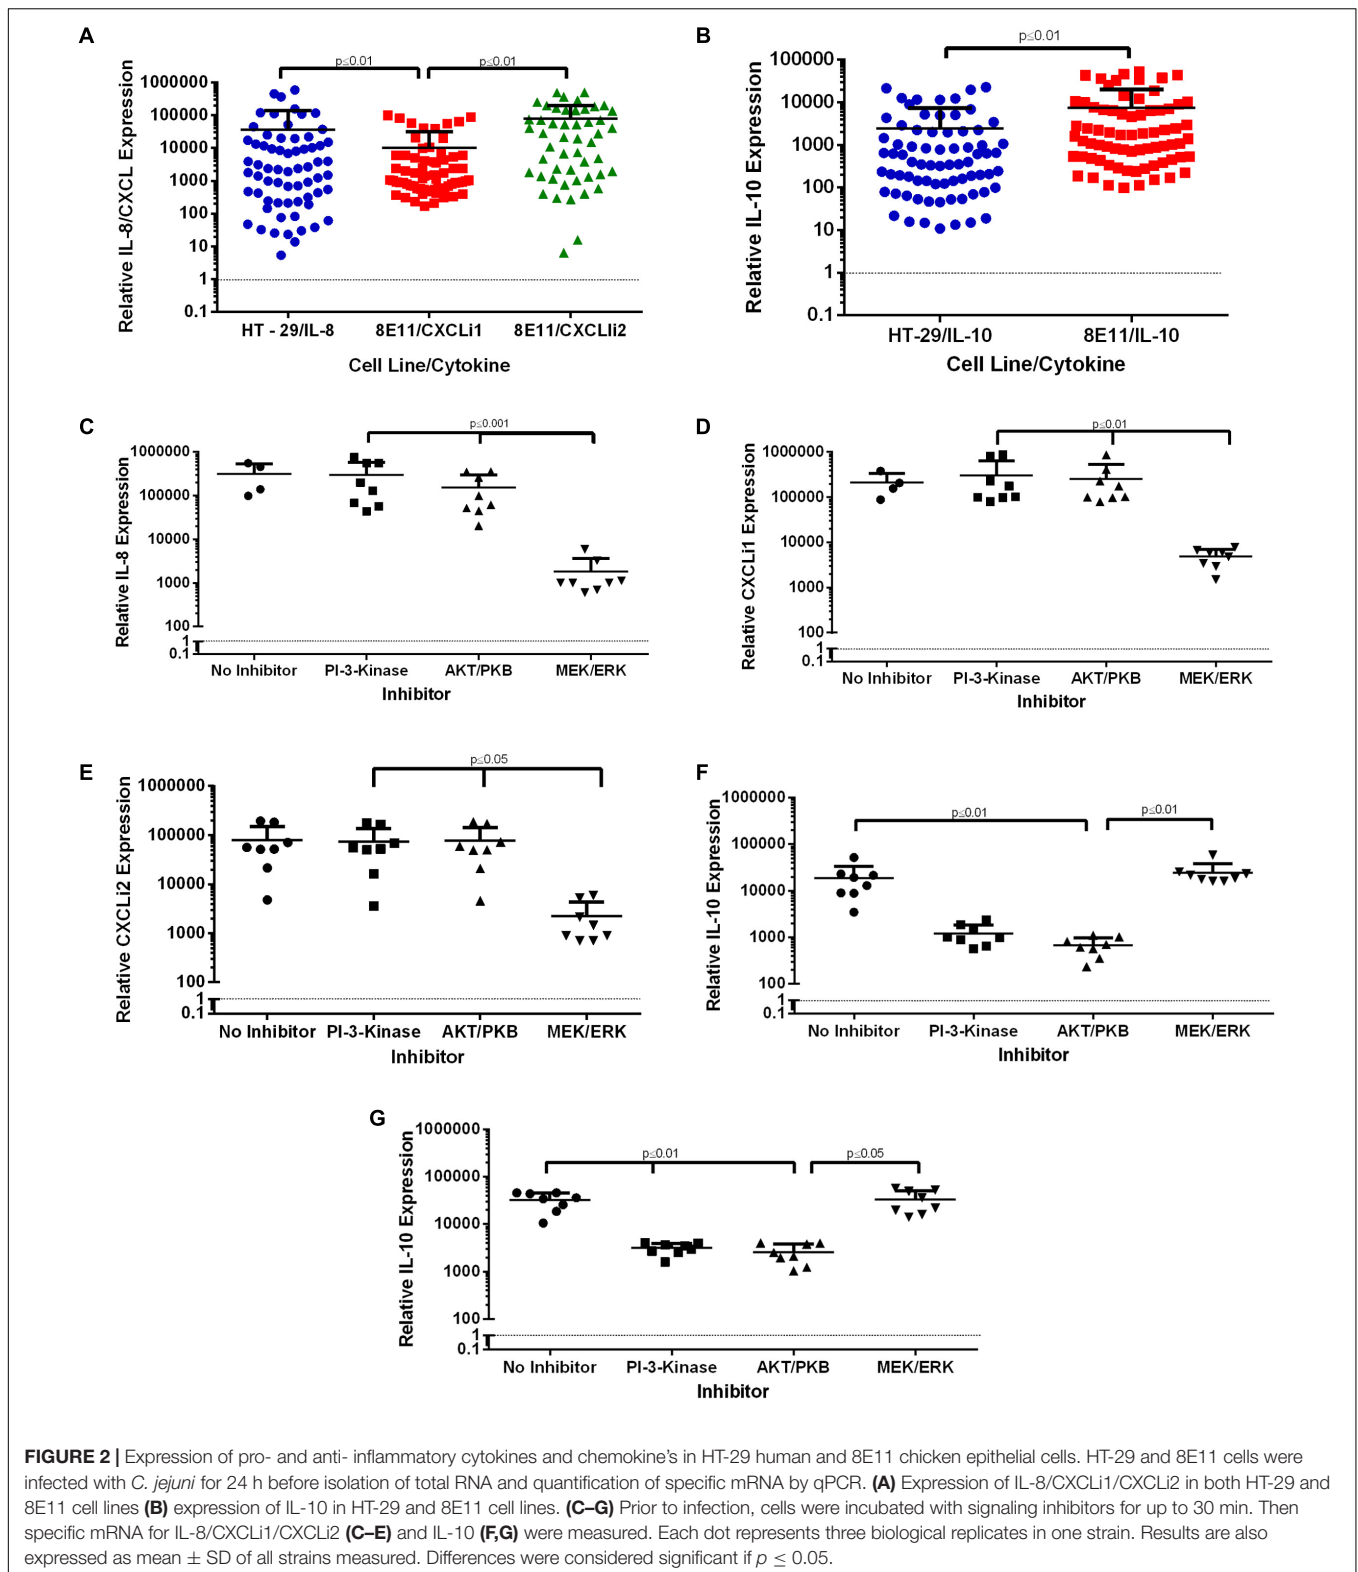 A
p≤0.01
p≤0.01
Relative IL-8/CXCL Expression
1000000
100000
10000
1000
100
10
1
0.1
HT - 29/IL-8
8E11/CXCLi1
8E11/CXCLIi2
Cell Line/Cytokine
B
p≤0.01
Relative IL-10 Expression
100000
10000
1000
100
10
1
0.1
HT-29/IL-10
8E11/IL-10
Cell Line/Cytokine
C
p≤0.001
Relative IL-8 Expression
1000000
100000
10000
1000
100
1
0.1
No Inhibitor
PI-3-Kinase
AKT/PKB
MEK/ERK
Inhibitor
D
p≤0.01
Relative CXCLi1 Expression
1000000
100000
10000
1000
100
1
0.1
No Inhibitor
PI-3-Kinase
AKT/PKB
MEK/ERK
Inhibitor
E
p≤0.05
Relative CXCLi2 Expression
1000000
100000
10000
1000
100
1
0.1
No Inhibitor
PI-3-Kinase
AKT/PKB
MEK/ERK
Inhibitor
F
p≤0.01
p≤0.01
Relative IL-10 Expression
1000000
100000
10000
1000
100
1
0.1
No Inhibitor
PI-3-Kinase
AKT/PKB
MEK/ERK
Inhibitor
G
p≤0.01
p≤0.05
Relative IL-10 Expression
1000000
100000
10000
1000
100
1
0.1
No Inhibitor
PI-3-Kinase
AKT/PKB
MEK/ERK
Inhibitor
FIGURE 2 | Expression of pro- and anti- inflammatory cytokines and chemokine's in HT-29 human and 8E11 chicken epithelial cells. HT-29 and 8E11 cells were
infected with C. jejuni for 24 h before isolation of total RNA and quantification of specific mRNA by qPCR. (A) Expression of IL-8/CXCLi1/CXCLi2 in both HT-29 and
8E11 cell lines (B) expression of IL-10 in HT-29 and 8E11 cell lines. (C–G) Prior to infection, cells were incubated with signaling inhibitors for up to 30 min. Then
specific mRNA for IL-8/CXCLi1/CXCLi2 (C–E) and IL-10 (F,G) were measured. Each dot represents three biological replicates in one strain. Results are also
expressed as mean ± SD of all strains measured. Differences were considered significant if p ≤ 0.05.